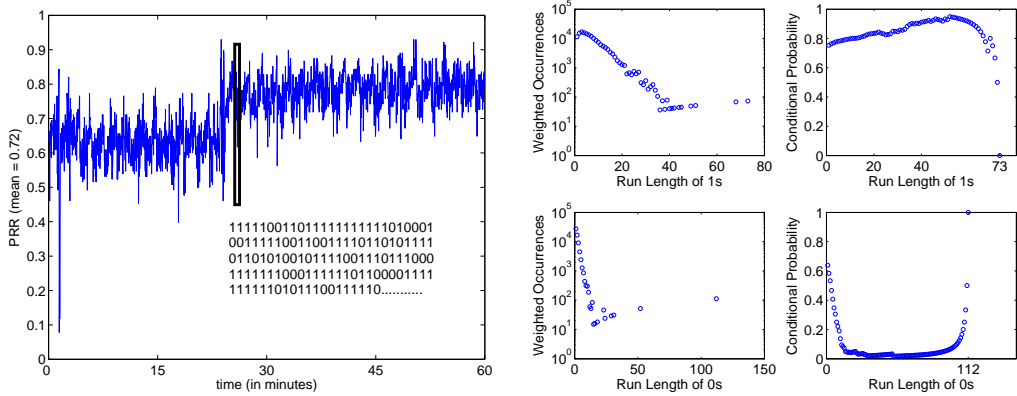 1
0.9
0.8
0.7
0.6
0.5
0.4
0.3
0.2
0.1
0
PRR (mean = 0.72)
0 15 30 45 60
time (in minutes)
11111001101111111111111010001
001111100110011110110101111
011010100101111001110111000
111111100011111101100001111
11111101011100111110..........
10^5
10^4
10^3
10^2
10^1
10^0
Weighted Occurrences
0 20 40 60 80
Run Length of 1s
1
0.8
0.6
0.4
0.2
0
Conditional Probability
0 20 40 73
Run Length of 1s
10^5
10^4
10^3
10^2
10^1
10^0
Weighted Occurrences
0 50 100 150
Run Length of 0s
1
0.8
0.6
0.4
0.2
0
Conditional Probability
0 112
Run Length of 0s